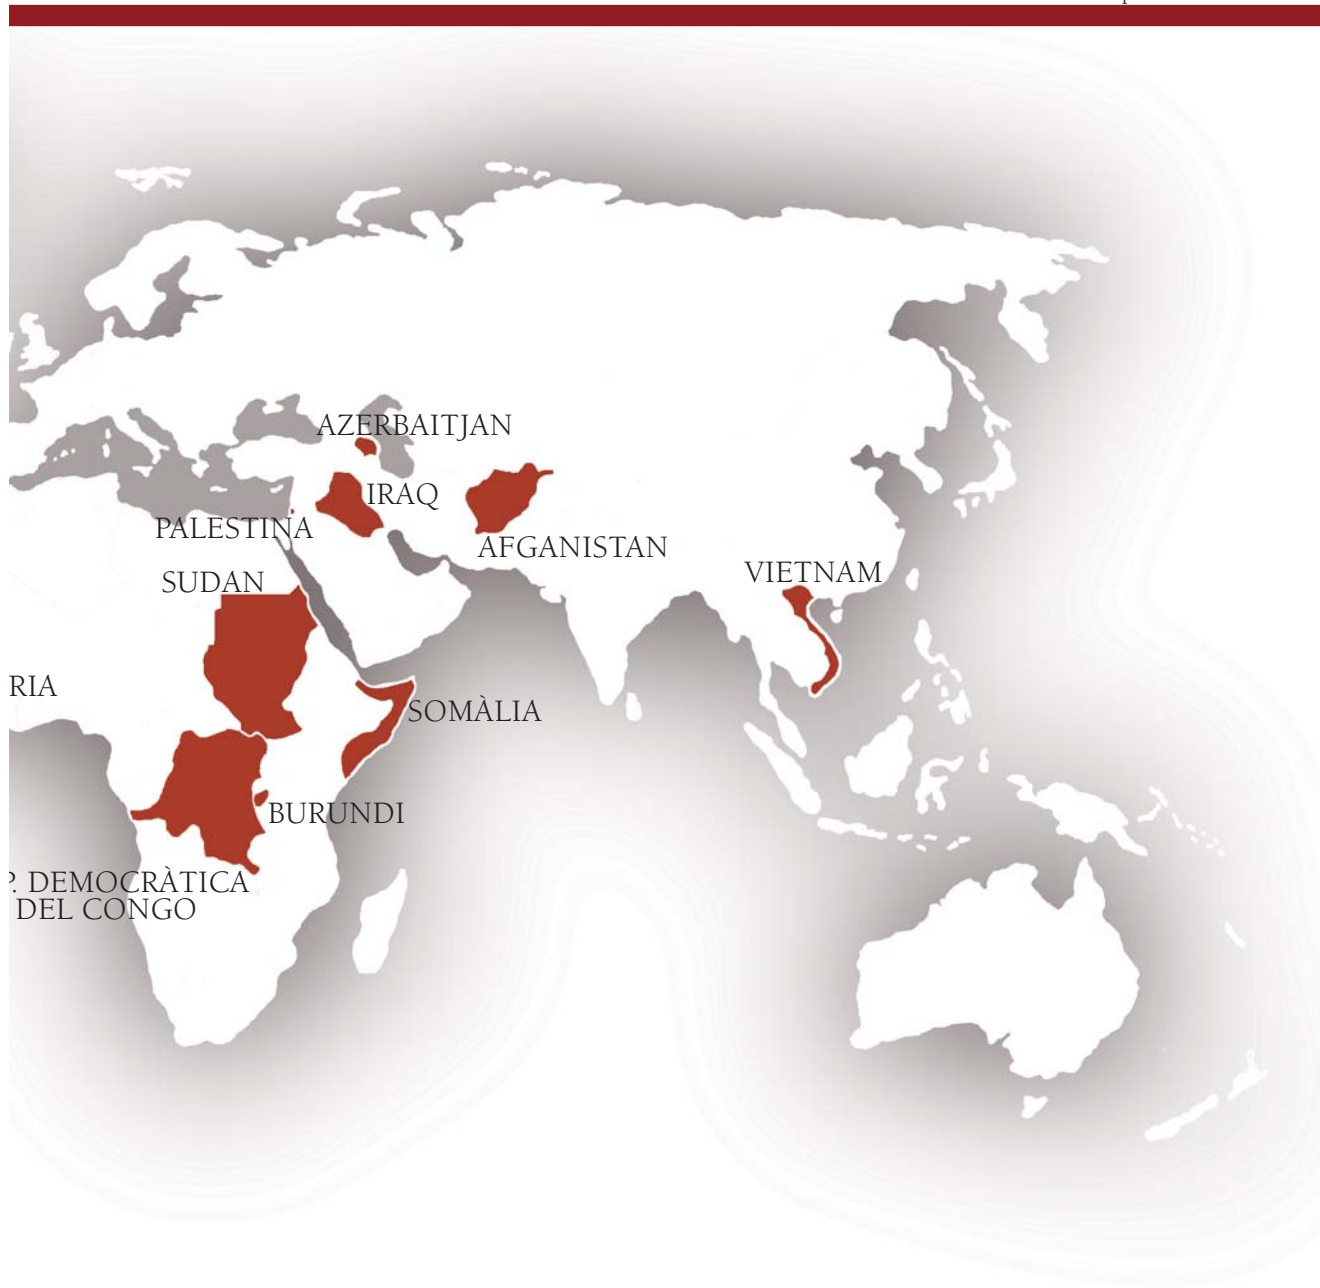 AZERBAITJAN
IRAQ
PALESTINA
AFGANISTAN
VIETNAM
SUDAN
RIA
SOMÀLIA
BURUNDI
P. DEMOCRÀTICA
DEL CONGO